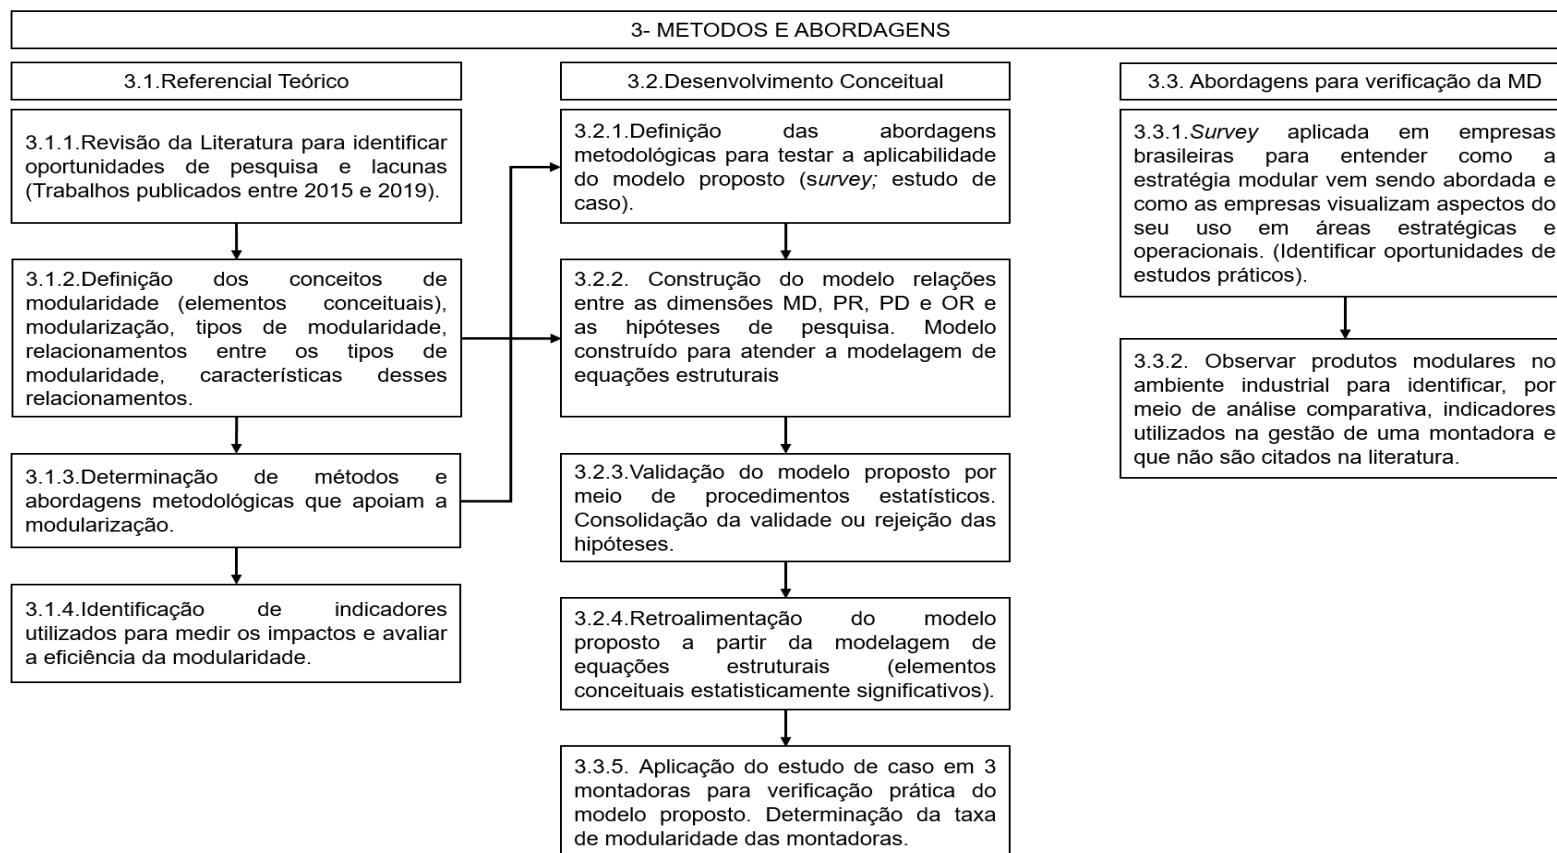 3- METODOS E ABORDAGENS
3.1.Referencial Teórico
3.1.1.Revisão da Literatura para identificar
oportunidades de pesquisa e lacunas
(Trabalhos publicados entre 2015 e 2019).
3.1.2.Definição dos conceitos de
modularidade (elementos conceituais),
modularização, tipos de modularidade,
relacionamentos entre os tipos de
modularidade, características desses
relacionamentos.
3.1.3.Determinação de métodos e
abordagens metodológicas que apoiam a
modularização.
3.1.4.Identificação de indicadores
utilizados para medir os impactos e avaliar
a eficiência da modularidade.
3.2.Desenvolvimento Conceitual
3.2.1.Definição das abordagens
metodológicas para testar a aplicabilidade
do modelo proposto (survey; estudo de
caso).
3.2.2. Construção do modelo relações
entre as dimensões MD, PR, PD e OR e
as hipóteses de pesquisa. Modelo
construído para atender a modelagem de
equações estruturais
3.2.3.Validação do modelo proposto por
meio de procedimentos estatísticos.
Consolidação da validade ou rejeição das
hipóteses.
3.2.4.Retroalimentação do modelo
proposto a partir da modelagem de
equações estruturais (elementos
conceituais estatisticamente significativos).
3.3.5. Aplicação do estudo de caso em 3
montadoras para verificação prática do
modelo proposto. Determinação da taxa
de modularidade das montadoras.
3.3. Abordagens para verificação da MD
3.3.1.Survey aplicada em empresas
brasileiras para entender como a
estratégia modular vem sendo abordada e
como as empresas visualizam aspectos do
seu uso em áreas estratégicas e
operacionais. (Identificar oportunidades de
estudos práticos).
3.3.2. Observar produtos modulares no
ambiente industrial para identificar, por
meio de análise comparativa, indicadores
utilizados na gestão de uma montadora e
que não são citados na literatura.